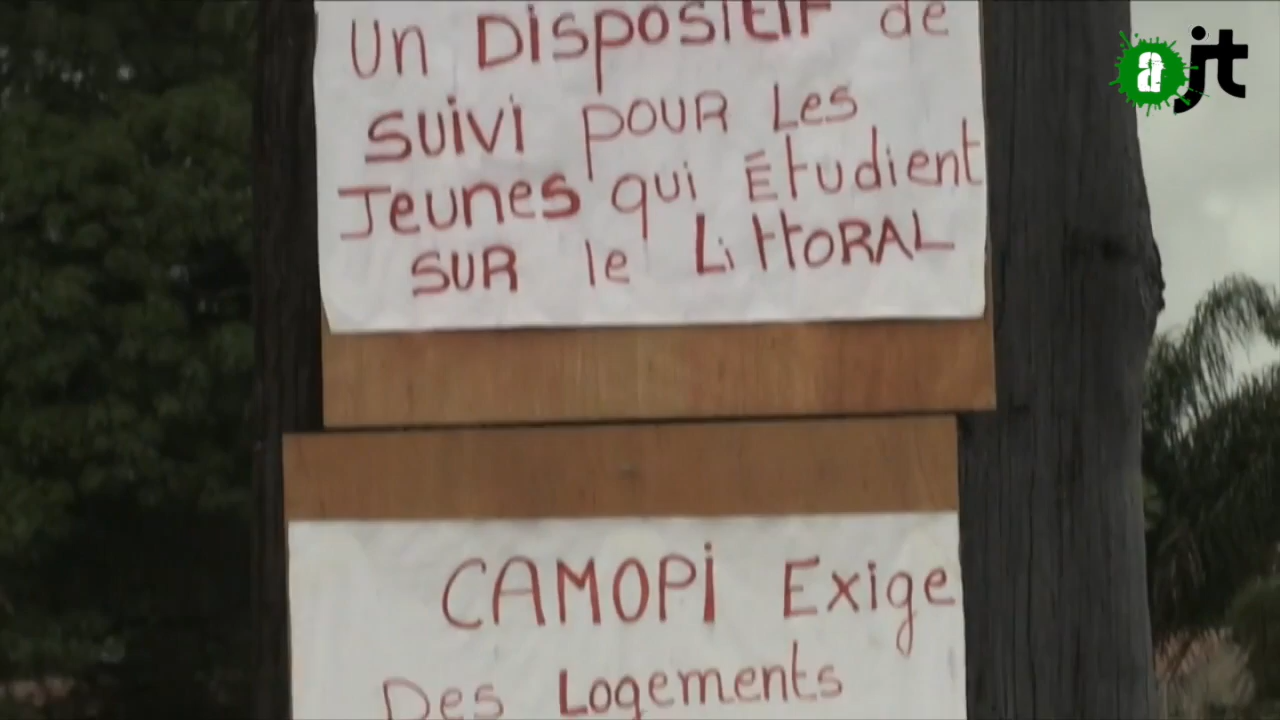 ajt
Un Dispositif de
suivi pour Les
Jeunes qui Étudient
sur le Littoral
CAMOPi Exige
Des Logements